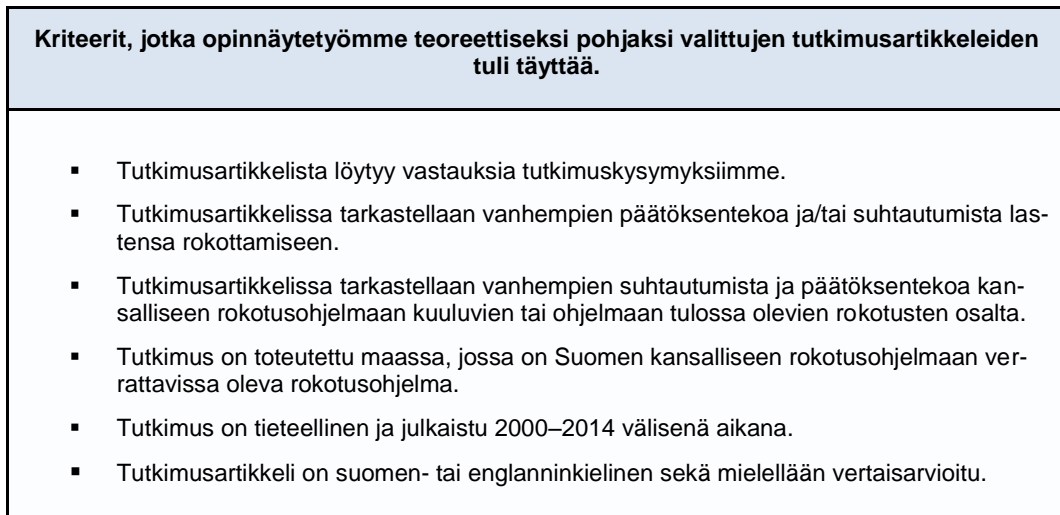 Kriteerit, jotka opinnäytetyömme teoreettiseksi pohjaksi valittujen tutkimusartikkeleiden
tuli täyttää.
▪ Tutkimusartikkelista löytyy vastauksia tutkimuskysymyksiimme.
▪ Tutkimusartikkelissa tarkastellaan vanhempien päätöksentekoa ja/tai suhtautumista las-
tensa rokottamiseen.
▪ Tutkimusartikkelissa tarkastellaan vanhempien suhtautumista ja päätöksentekoa kan-
salliseen rokotusohjelmaan kuuluvien tai ohjelmaan tulossa olevien rokotusten osalta.
▪ Tutkimus on toteutettu maassa, jossa on Suomen kansalliseen rokotusohjelmaan ver-
rattavissa oleva rokotusohjelma.
▪ Tutkimus on tieteellinen ja julkaistu 2000–2014 välisenä aikana.
▪ Tutkimusartikkeli on suomen- tai englanninkielinen sekä mielellään vertaisarvioitu.